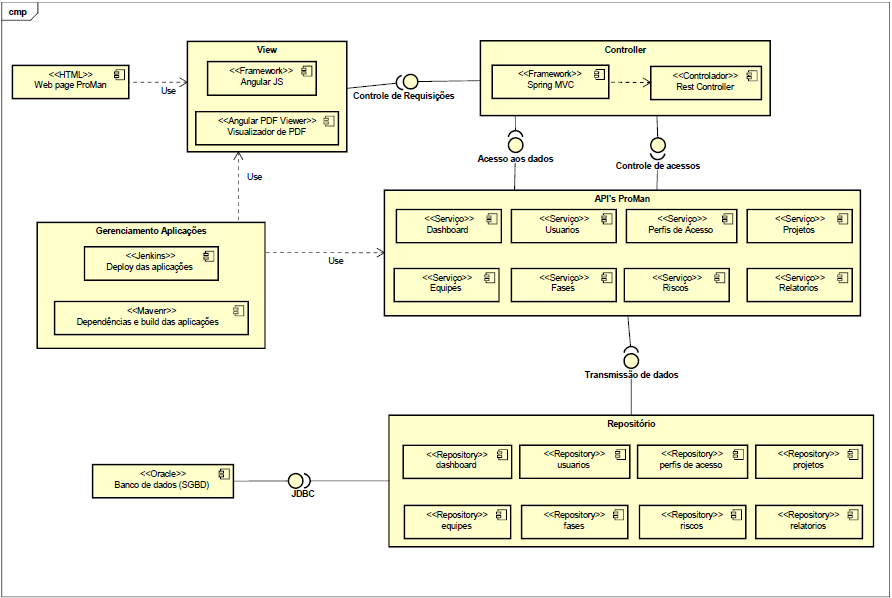 cmp
<<HTML>>
Web page ProMan
Use
View
<<Framework>>
Angular JS
<<Angular PDF Viewer>>
Visualizador de PDF
Controle de Requisições
Controller
<<Framework>>
Spring MVC
<<Controlador>>
Rest Controller
Acesso aos dados
Controle de acessos
Use
Gerenciamento Aplicações
<<Jenkins>>
Deploy das aplicações
<<Mavenr>>
Dependências e build das aplicações
Use
API's ProMan
<<Serviço>>
Dashboard
<<Serviço>>
Usuarios
<<Serviço>>
Perfis de Acesso
<<Serviço>>
Projetos
<<Serviço>>
Equipes
<<Serviço>>
Fases
<<Serviço>>
Riscos
<<Serviço>>
Relatorios
Transmissão de dados
Repositório
<<Repository>>
dashboard
<<Repository>>
usuarios
<<Repository>>
perfis de acesso
<<Repository>>
projetos
<<Repository>>
equipes
<<Repository>>
fases
<<Repository>>
riscos
<<Repository>>
relatorios
<<Oracle>>
Banco de dados (SGBD)
JDBC